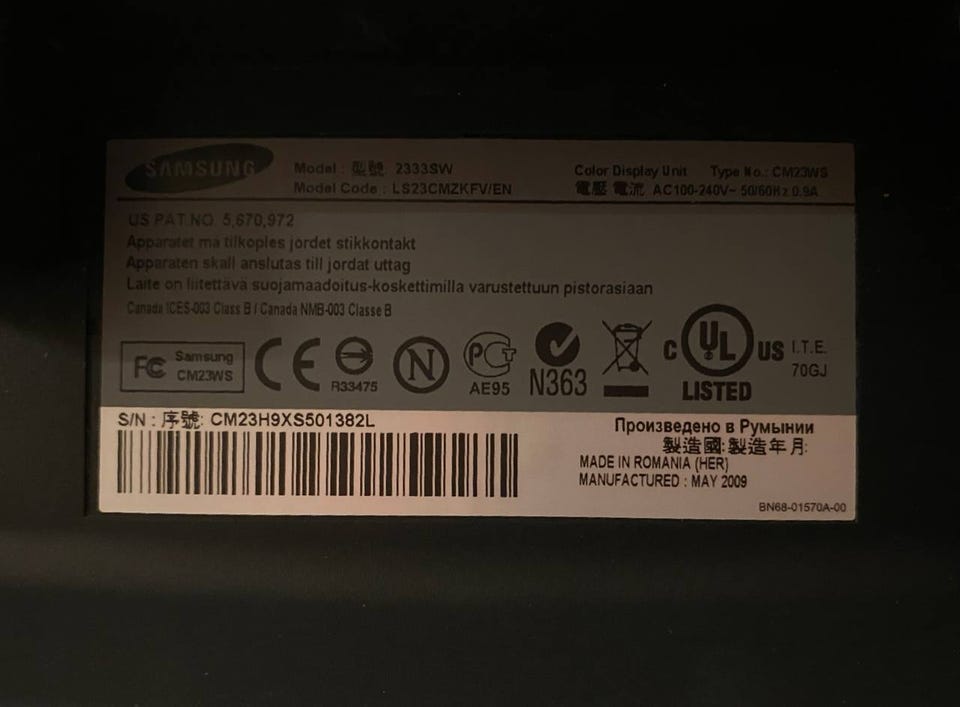 SAMSUNG
Model : 型號: 2333SW
Model Code : LS23CMZKFV/EN
Color Display Unit Type No.: CM23WS
電壓 電流 AC100-240V~ 50/60Hz 0.9A
US PAT.NO. 5,670,972
Apparatet må tilkoples jordet stikkontakt
Apparaten skall anslutas till jordat uttag
Laite on liitettävä suojamaadoitus-koskettimilla varustettuun pistorasiaan
Canada ICES-003 Class B / Canada NMB-003 Classe B
FC Samsung
CM23WS
CE
R33475
N
PCT
AE95
N363
C UL US
LISTED
I.T.E.
70GJ
S/N : 序號: CM23H9XS501382L
Произведено в Румынии
製造國:製造年月:
MADE IN ROMANIA (HER)
MANUFACTURED : MAY 2009
BN68-01570A-00